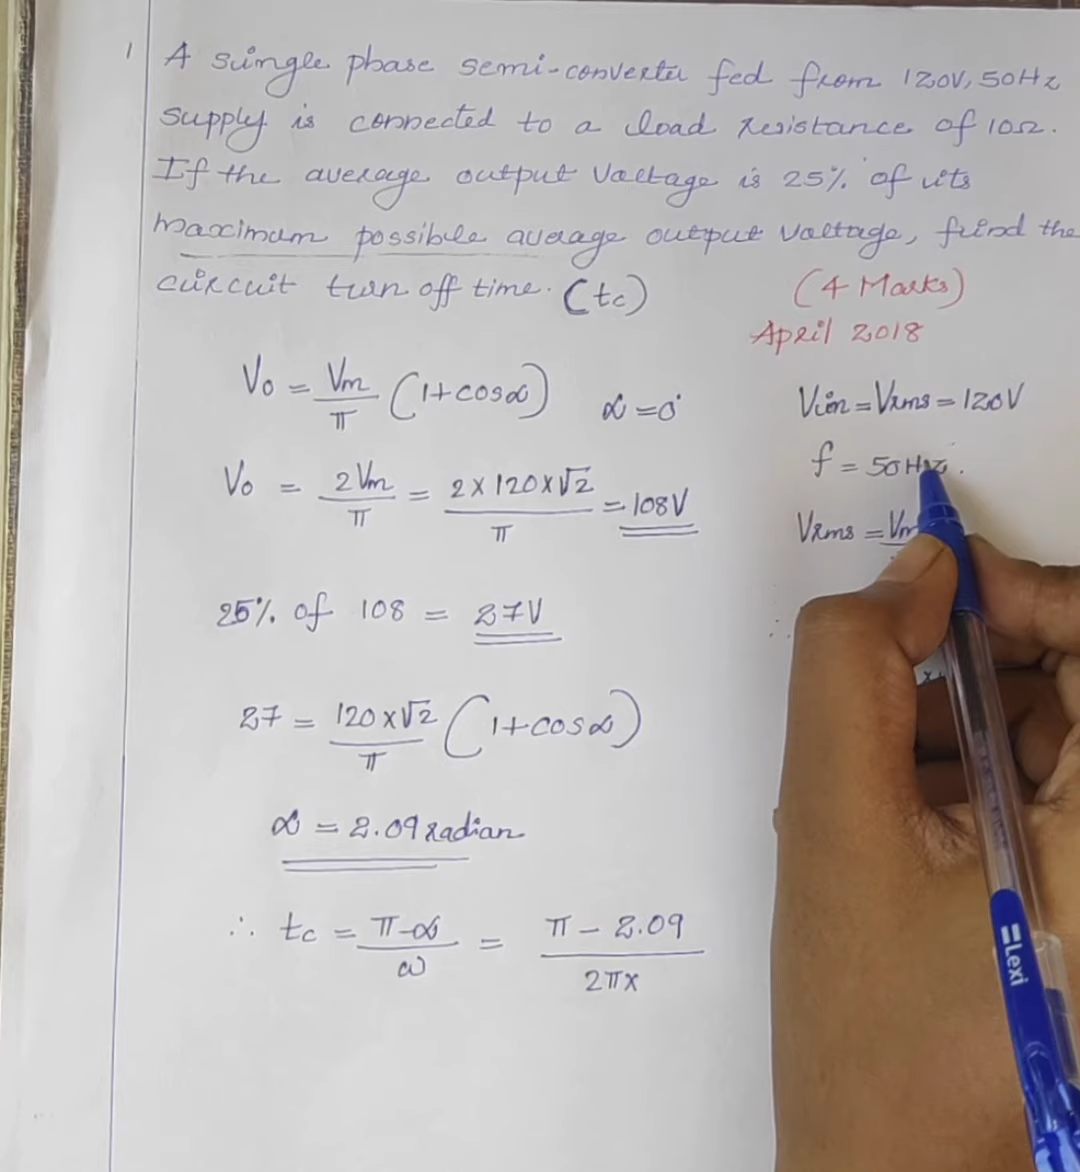 1 A single phase semi-converter fed from 120V, 50Hz
supply is connected to a load resistance of 10Ω.
If the average output Voltage is 25% of its
maximum possible average output voltage, find the
circuit turn off time. (tc)
(4 Marks)
April 2018
Vo = Vm/π (1+cosα) α = 0°
Vo = 2Vm/π = 2×120×√2/π = 108V
25% of 108 = 27V
27 = 120×√2/π (1+cosα)
α = 2.09 radian
∴ tc = π-α/ω = π - 2.09/2πx
Vin = Vrms = 120V
f = 50Hz.
Vrms = Vm
Lexi